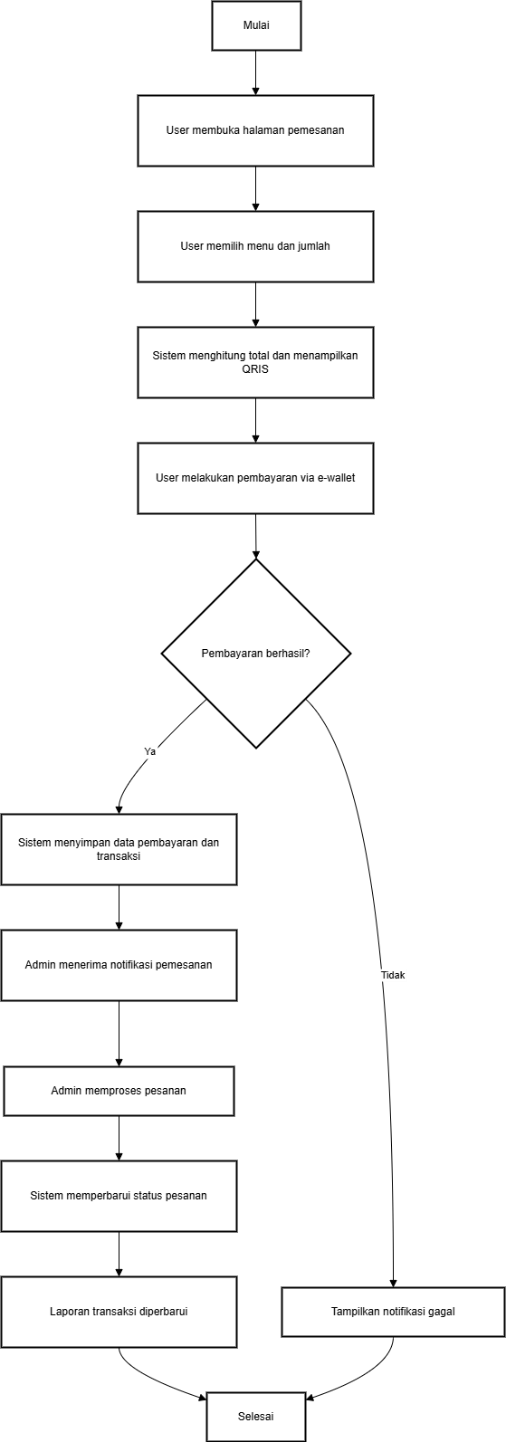 Mulai
User membuka halaman pemesanan
User memilih menu dan jumlah
Sistem menghitung total dan menampilkan
QRIS
User melakukan pembayaran via e-wallet
Pembayaran berhasil?
Ya
Sistem menyimpan data pembayaran dan
transaksi
Admin menerima notifikasi pemesanan
Tidak
Admin memproses pesanan
Sistem memperbarui status pesanan
Laporan transaksi diperbarui
Tampilkan notifikasi gagal
Selesai